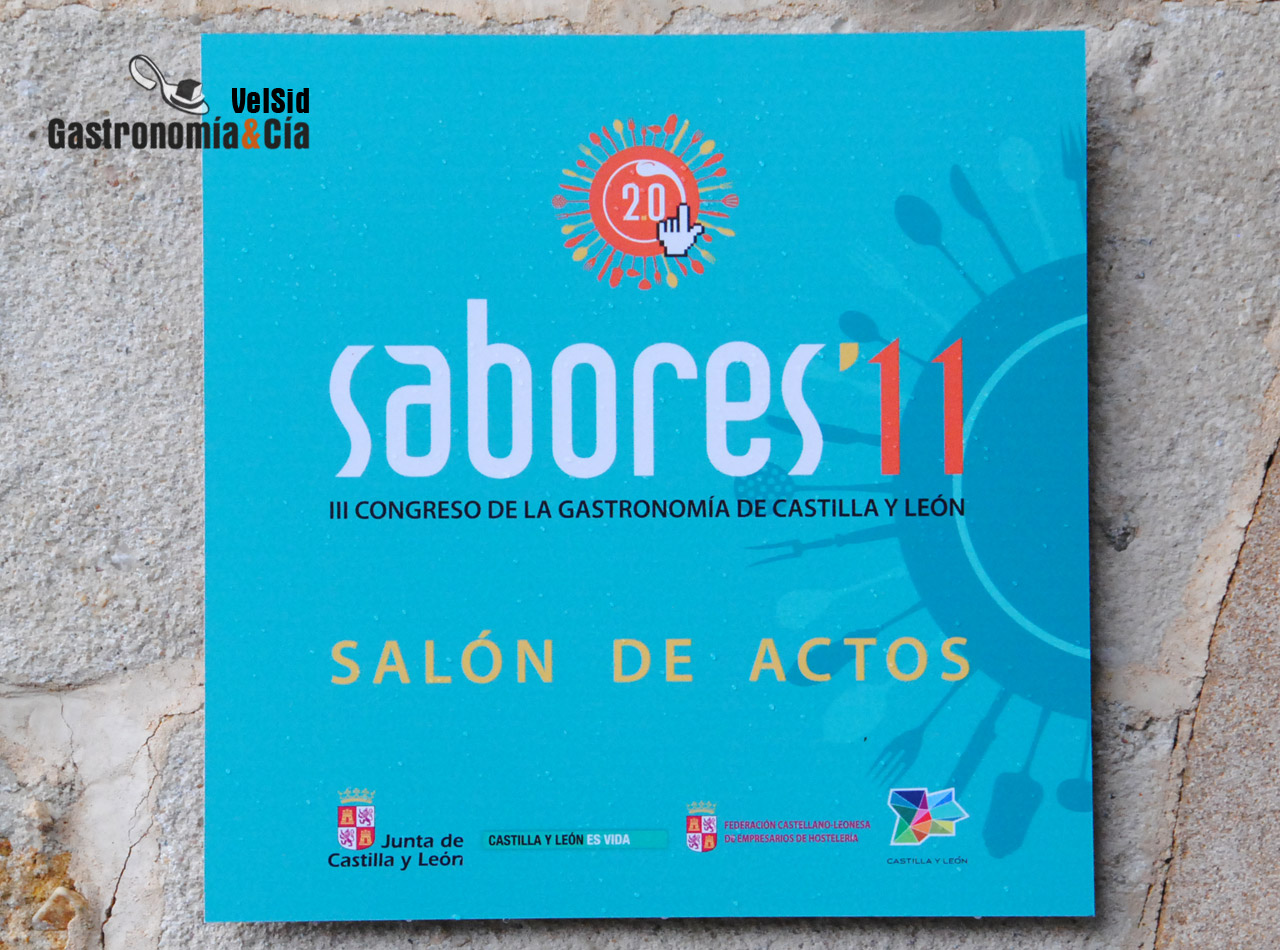 VelSid
Gastronomía&Cía
2.0
sabores'11
III CONGRESO DE LA GASTRONOMÍA DE CASTILLA Y LEÓN
SALÓN DE ACTOS
Junta de
Castilla y León
CASTILLA Y LEÓN ES VIDA
FEDERACIÓN CASTELLANO-LEONESA
DE EMPRESARIOS DE HOSTELERÍA
CASTILLA Y LEÓN